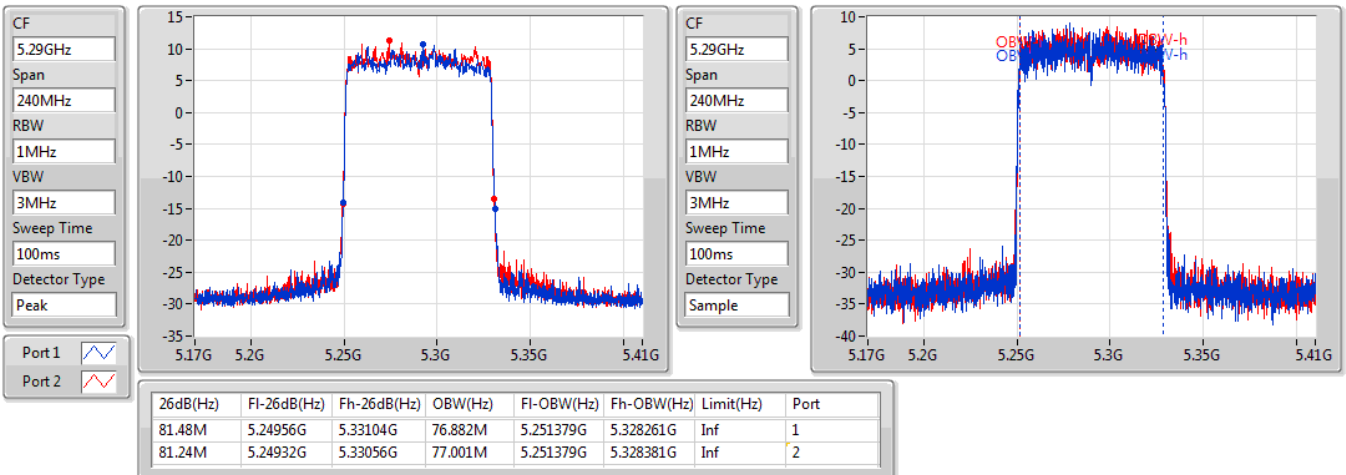 CF
5.29GHz
Span
240MHz
RBW
1MHz
VBW
3MHz
Sweep Time
100ms
Detector Type
Peak
Port 1
Port 2
15
10
5
0
-5
-10
-15
-20
-25
-30
-35
5.17G 5.2G 5.25G 5.3G 5.35G 5.41G
CF
5.29GHz
Span
240MHz
RBW
1MHz
VBW
3MHz
Sweep Time
100ms
Detector Type
Sample
10
5
0
-5
-10
-15
-20
-25
-30
-35
-40
5.17G 5.2G 5.25G 5.3G 5.35G 5.41G
26dB(Hz) Fl-26dB(Hz) Fh-26dB(Hz) OBW(Hz) Fl-OBW(Hz) Fh-OBW(Hz) Limit(Hz) Port
81.48M 5.24956G 5.33104G 76.882M 5.251379G 5.328261G Inf 1
81.24M 5.24932G 5.33056G 77.001M 5.251379G 5.328381G Inf 2